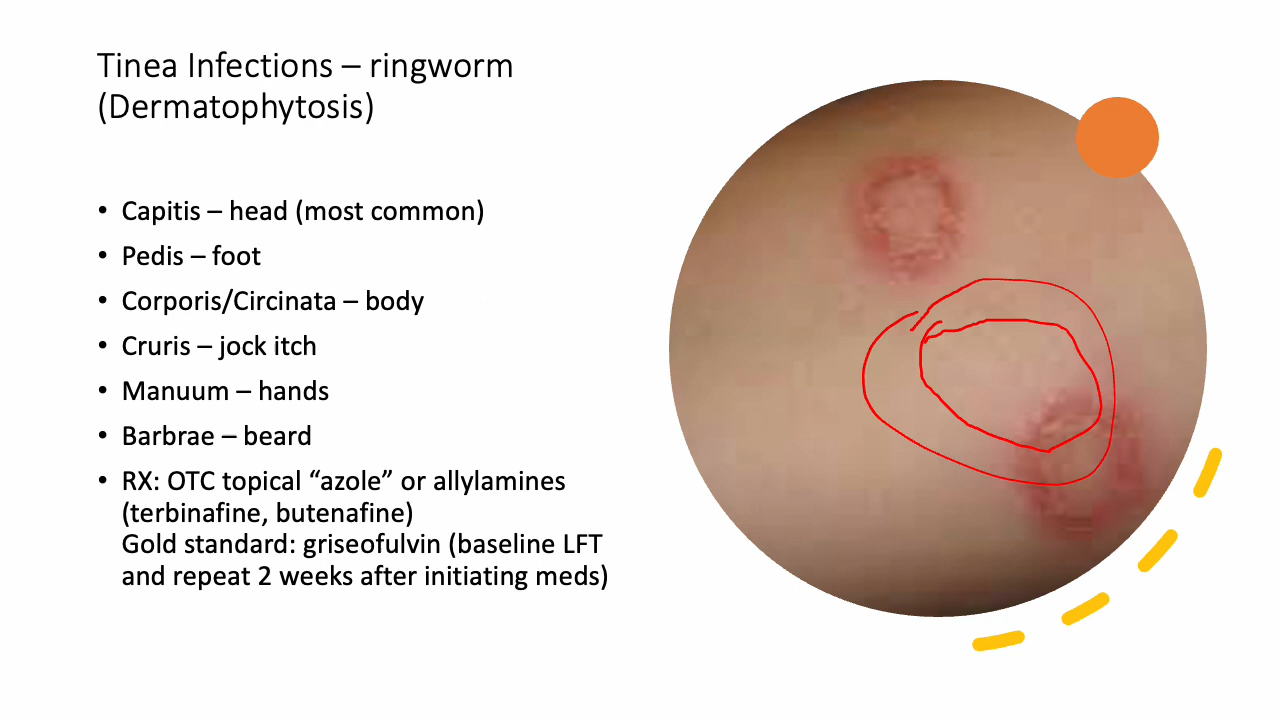 Tinea Infections – ringworm
(Dermatophytosis)
• Capitis – head (most common)
• Pedis – foot
• Corporis/Circinata – body
• Cruris – jock itch
• Manuum – hands
• Barbrae – beard
• RX: OTC topical “azole” or allylamines
(terbinafine, butenafine)
Gold standard: griseofulvin (baseline LFT
and repeat 2 weeks after initiating meds)